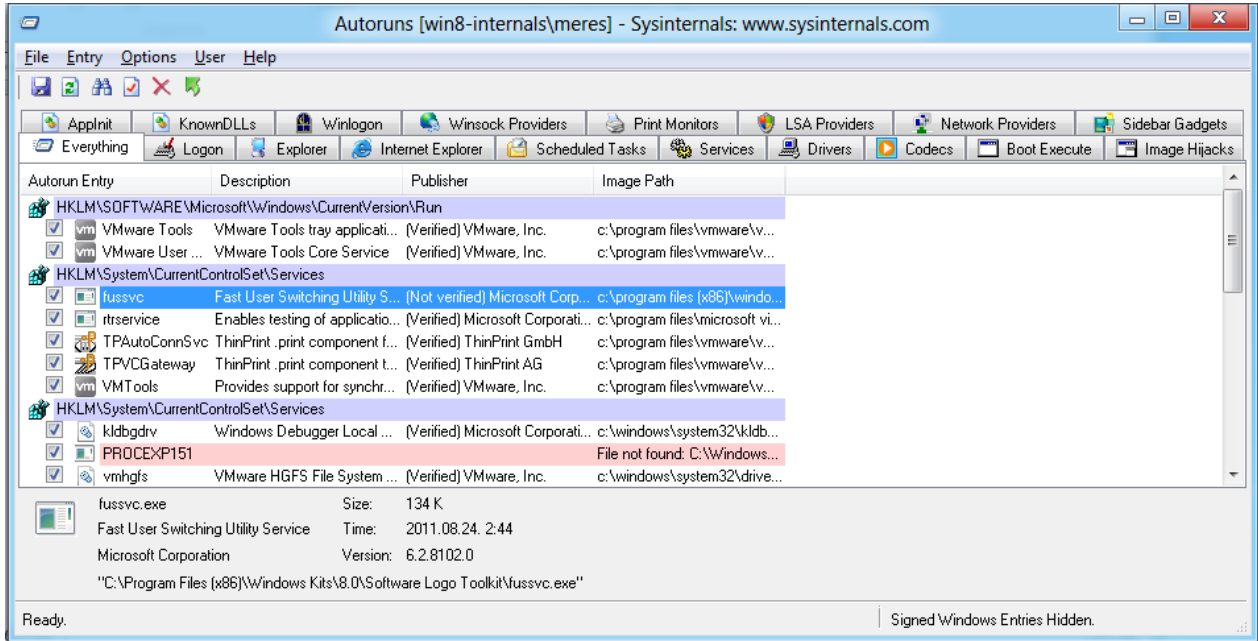 Autoruns [win8-internals\meres] - Sysinternals: www.sysinternals.com
File Entry Options User Help
AppInit KnownDLLs Winlogon Winsock Providers Print Monitors LSA Providers Network Providers Sidebar Gadgets
Everything Logon Explorer Internet Explorer Scheduled Tasks Services Drivers Codecs Boot Execute Image Hijacks
Autorun Entry Description Publisher Image Path
HKLM\SOFTWARE\Microsoft\Windows\CurrentVersion\Run
VMware Tools VMware Tools tray applicati... (Verified) VMware, Inc. c:\program files\vmware\v...
VMware User ... VMware Tools Core Service (Verified) VMware, Inc. c:\program files\vmware\v...
HKLM\System\CurrentControlSet\Services
fussvc Fast User Switching Utility S... (Not verified) Microsoft Corp... c:\program files (x86)\windo...
rtrservice Enables testing of applicatio... (Verified) Microsoft Corporati... c:\program files\microsoft vi...
TPAutoConnSvc ThinPrint .print component f... (Verified) ThinPrint GmbH c:\program files\vmware\v...
TPVCGateway ThinPrint .print component t... (Verified) ThinPrint AG c:\program files\vmware\v...
VMTools Provides support for synchr... (Verified) VMware, Inc. c:\program files\vmware\v...
HKLM\System\CurrentControlSet\Services
kldbgdrv Windows Debugger Local ... (Verified) Microsoft Corporati... c:\windows\system32\kldb...
PROCEXP151 File not found: C:\Windows...
vmhgfs VMware HGFS File System ... (Verified) VMware, Inc. c:\windows\system32\drive...
fussvc.exe Size: 134 K
Fast User Switching Utility Service Time: 2011.08.24. 2:44
Microsoft Corporation Version: 6.2.8102.0
"C:\Program Files (x86)\Windows Kits\8.0\Software Logo Toolkit\fussvc.exe"
Ready. Signed Windows Entries Hidden.